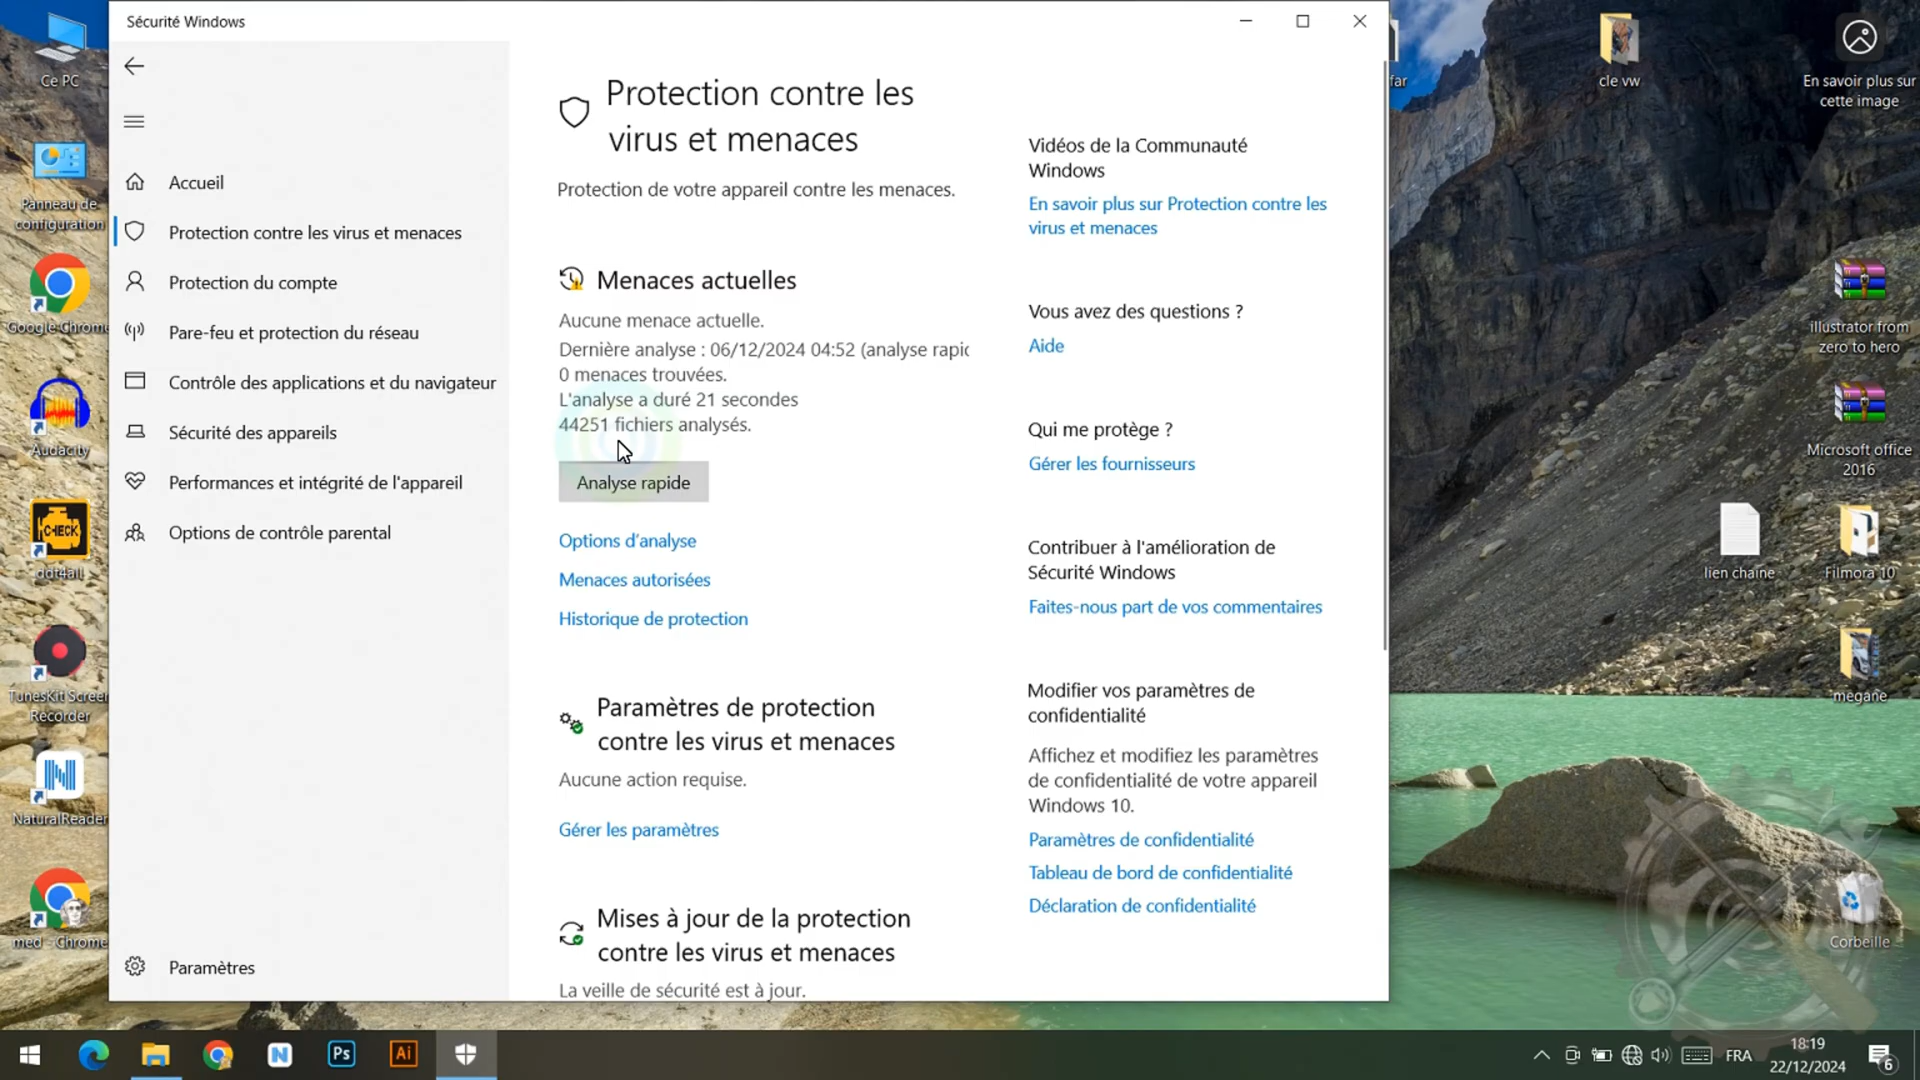 Sécurité Windows
Accueil
Protection contre les virus et menaces
Protection du compte
Pare-feu et protection du réseau
Contrôle des applications et du navigateur
Sécurité des appareils
Performances et intégrité de l'appareil
Options de contrôle parental
Paramètres
Protection contre les
virus et menaces
Protection de votre appareil contre les menaces.
Menaces actuelles
Aucune menace actuelle.
Dernière analyse : 06/12/2024 04:52 (analyse rapid
0 menaces trouvées.
L'analyse a duré 21 secondes
44251 fichiers analysés.
Analyse rapide
Options d'analyse
Menaces autorisées
Historique de protection
Paramètres de protection
contre les virus et menaces
Aucune action requise.
Gérer les paramètres
Mises à jour de la protection
contre les virus et menaces
La veille de sécurité est à jour.
Vidéos de la Communauté
Windows
En savoir plus sur Protection contre les
virus et menaces
Vous avez des questions ?
Aide
Qui me protège ?
Gérer les fournisseurs
Contribuer à l'amélioration de
Sécurité Windows
Faites-nous part de vos commentaires
Modifier vos paramètres de
confidentialité
Affichez et modifiez les paramètres
de confidentialité de votre appareil
Windows 10.
Paramètres de confidentialité
Tableau de bord de confidentialité
Déclaration de confidentialité
Ce PC
Panneau de
configuration
Google Chrome
Audacity
CHECK
ddt4all
TunesKit Screen
Recorder
NaturalReader
med - Chrome
far
cle vw
En savoir plus sur
cette image
illustrator from
zero to hero
Microsoft office
2016
lien chaine
Filmora 10
megane
Corbeille
Ps
Ai
FRA
18:19
22/12/2024
6